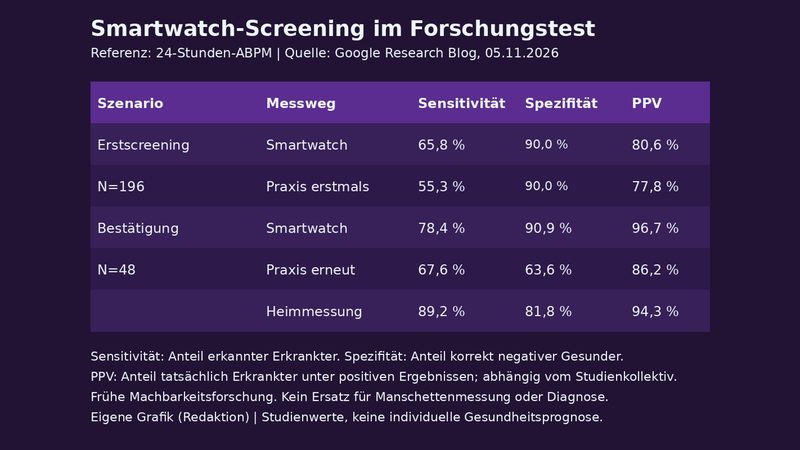 Smartwatch-Screening im Forschungstest
Referenz: 24-Stunden-ABPM | Quelle: Google Research Blog, 05.11.2026
Szenario Messweg Sensitivität Spezifität PPV
Erstscreening Smartwatch 65,8 % 90,0 % 80,6 %
N=196 Praxis erstmals 55,3 % 90,0 % 77,8 %
Bestätigung Smartwatch 78,4 % 90,9 % 96,7 %
N=48 Praxis erneut 67,6 % 63,6 % 86,2 %
Heimmessung 89,2 % 81,8 % 94,3 %
Sensitivität: Anteil erkannter Erkrankter. Spezifität: Anteil korrekt negativer Gesunder.
PPV: Anteil tatsächlich Erkrankter unter positiven Ergebnissen; abhängig vom Studienkollektiv.
Frühe Machbarkeitsforschung. Kein Ersatz für Manschettenmessung oder Diagnose.
Eigene Grafik (Redaktion) | Studienwerte, keine individuelle Gesundheitsprognose.